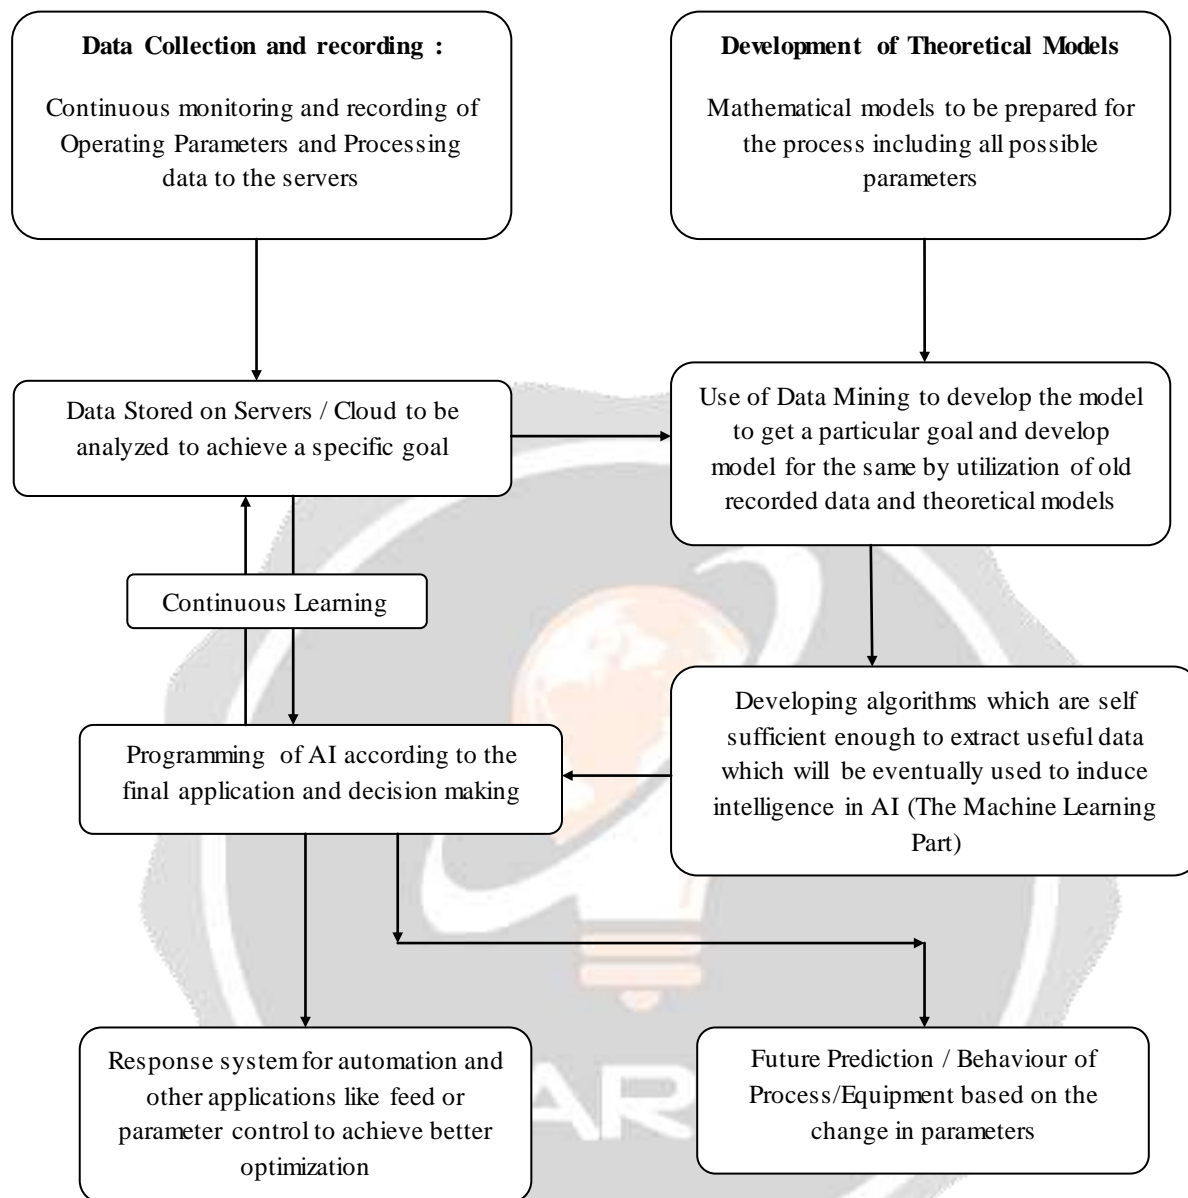 Data Collection and recording :
Continuous monitoring and recording of
Operating Parameters and Processing
data to the servers
Development of Theoretical Models
Mathematical models to be prepared for
the process including all possible
parameters
Data Stored on Servers / Cloud to be
analyzed to achieve a specific goal
Use of Data Mining to develop the model
to get a particular goal and develop
model for the same by utilization of old
recorded data and theoretical models
Continuous Learning
Programming of AI according to the
final application and decision making
Developing algorithms which are self
sufficient enough to extract useful data
which will be eventually used to induce
intelligence in AI (The Machine Learning
Part)
Response system for automation and
other applications like feed or
parameter control to achieve better
optimization
Future Prediction / Behaviour of
Process/Equipment based on the
change in parameters